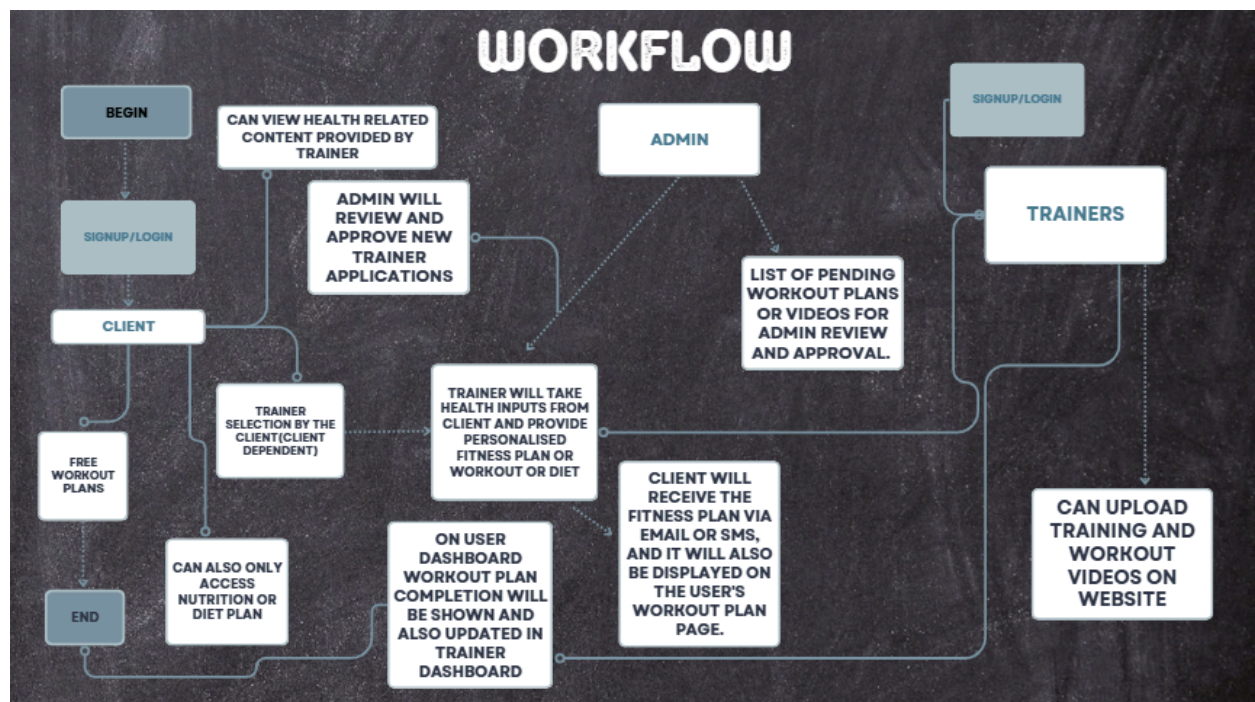 WORKFLOW
BEGIN
SIGNUP/LOGIN
CLIENT
CAN VIEW HEALTH RELATED
CONTENT PROVIDED BY
TRAINER
ADMIN WILL
REVIEW AND
APPROVE NEW
TRAINER
APPLICATIONS
ADMIN
SIGNUP/LOGIN
TRAINERS
LIST OF PENDING
WORKOUT PLANS
OR VIDEOS FOR
ADMIN REVIEW
AND APPROVAL.
TRAINER
SELECTION BY THE
CLIENT(CLIENT
DEPENDENT)
TRAINER WILL TAKE
HEALTH INPUTS FROM
CLIENT AND PROVIDE
PERSONALISED
FITNESS PLAN OR
WORKOUT OR DIET
FREE
WORKOUT
PLANS
CAN ALSO ONLY
ACCESS
NUTRITION OR
DIET PLAN
END
ON USER
DASHBOARD
WORKOUT PLAN
COMPLETION WILL
BE SHOWN AND
ALSO UPDATED IN
TRAINER
DASHBOARD
CLIENT WILL
RECEIVE THE
FITNESS PLAN VIA
EMAIL OR SMS,
AND IT WILL ALSO
BE DISPLAYED ON
THE USER'S
WORKOUT PLAN
PAGE.
CAN UPLOAD
TRAINING AND
WORKOUT
VIDEOS ON
WEBSITE